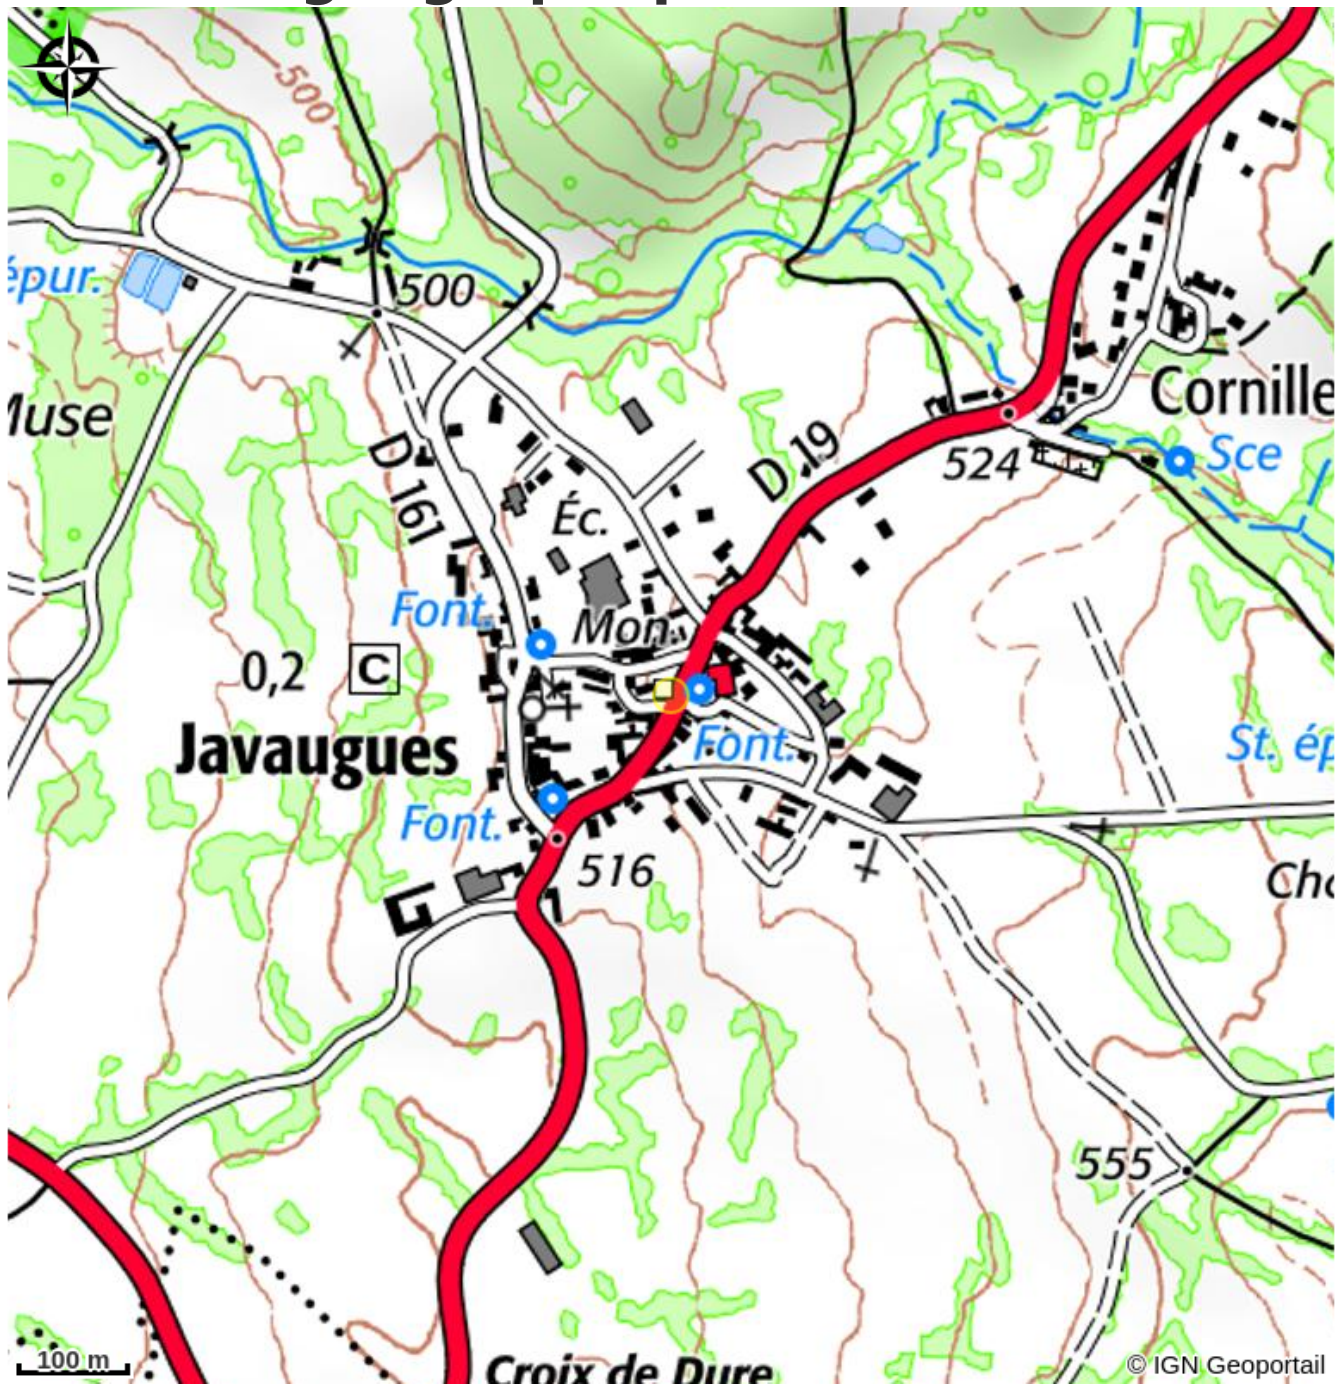 500
épur.
500
Muse
Cornille
D 19
Sce
524
D 161
Éc.
Font.
Mon.
0,2
C
Javaugues
Font.
St. ép
Font.
516
Cho
555
100 m
Croix de Dure
© IGN Geoportail